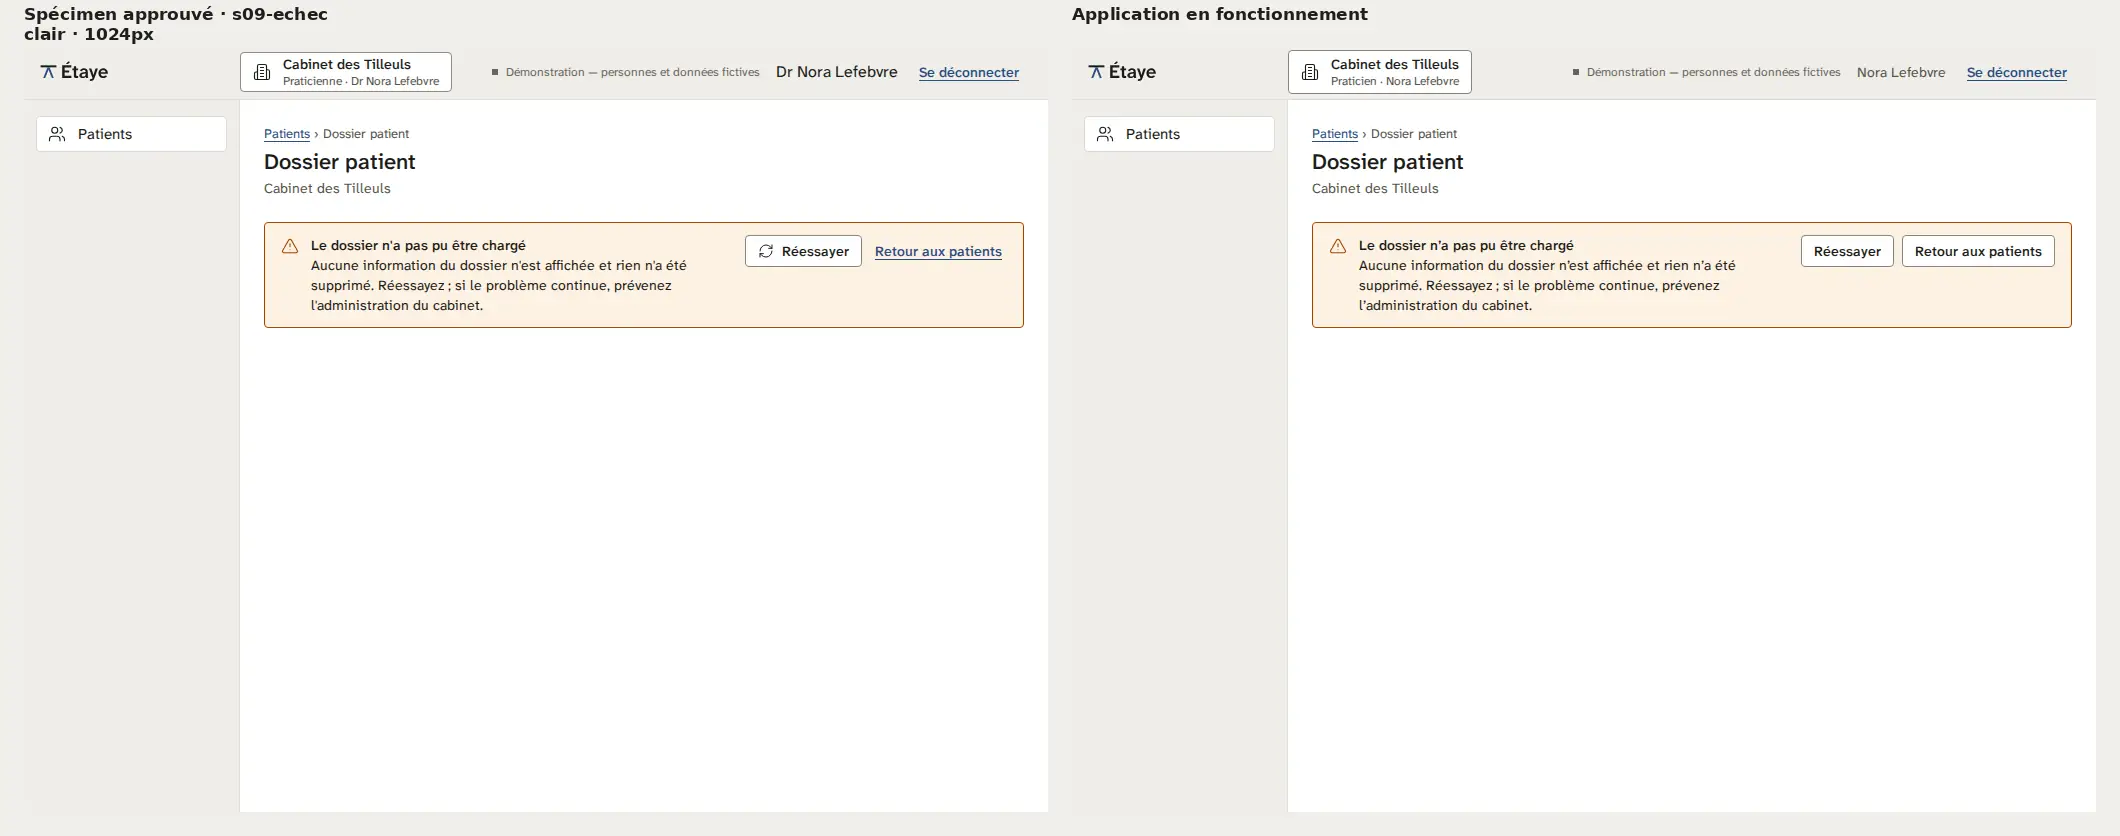 Spécimen approuvé · s09-echec
clair · 1024px
Étaye
Cabinet des Tilleuls
Praticienne · Dr Nora Lefebvre
Démonstration — personnes et données fictives
Dr Nora Lefebvre
Se déconnecter
Patients
Patients › Dossier patient
Dossier patient
Cabinet des Tilleuls
Le dossier n'a pas pu être chargé
Aucune information du dossier n'est affichée et rien n'a été
supprimé. Réessayez ; si le problème continue, prévenez
l'administration du cabinet.
Réessayer
Retour aux patients
Application en fonctionnement
Étaye
Cabinet des Tilleuls
Praticien · Nora Lefebvre
Démonstration — personnes et données fictives
Nora Lefebvre
Se déconnecter
Patients
Patients › Dossier patient
Dossier patient
Cabinet des Tilleuls
Le dossier n’a pas pu être chargé
Aucune information du dossier n’est affichée et rien n’a été
supprimé. Réessayez ; si le problème continue, prévenez
l’administration du cabinet.
Réessayer
Retour aux patients